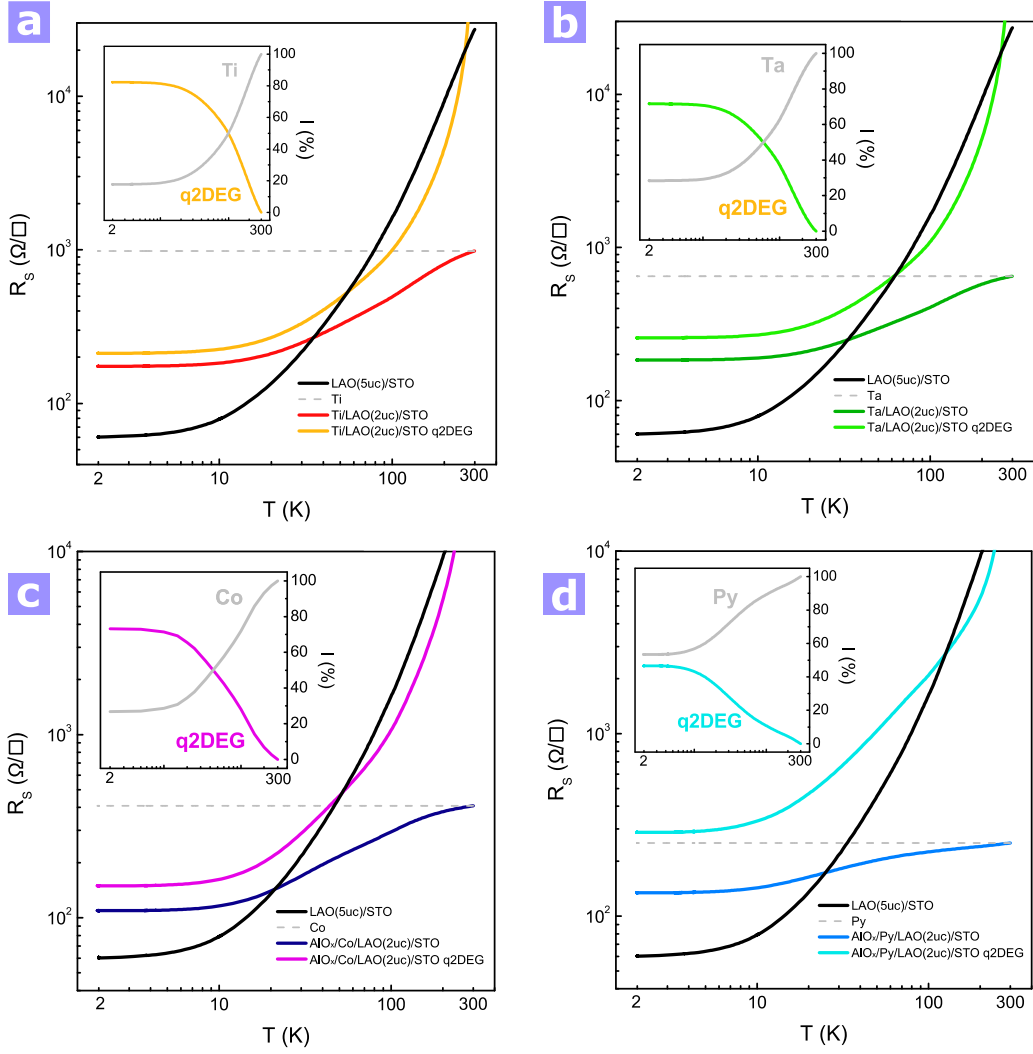 a
10⁴
10³
10²
R_S (Ω/□)
2
10
100
300
T (K)
Ti
q2DEG
100
80
60
40
20
0
I (%)
2
300
LAO(5uc)/STO
Ti
Ti/LAO(2uc)/STO
Ti/LAO(2uc)/STO q2DEG
b
10⁴
10³
10²
R_S (Ω/□)
2
10
100
300
T (K)
Ta
q2DEG
100
80
60
40
20
0
I (%)
2
300
LAO(5uc)/STO
Ta
Ta/LAO(2uc)/STO
Ta/LAO(2uc)/STO q2DEG
c
10⁴
10³
10²
R_S (Ω/□)
2
10
100
300
T (K)
Co
q2DEG
100
80
60
40
20
0
I (%)
2
300
LAO(5uc)/STO
Co
AlOₓ/Co/LAO(2uc)/STO
AlOₓ/Co/LAO(2uc)/STO q2DEG
d
10⁴
10³
10²
R_S (Ω/□)
2
10
100
300
T (K)
Py
q2DEG
100
80
60
40
20
0
I (%)
2
300
LAO(5uc)/STO
Py
AlOₓ/Py/LAO(2uc)/STO
AlOₓ/Py/LAO(2uc)/STO q2DEG